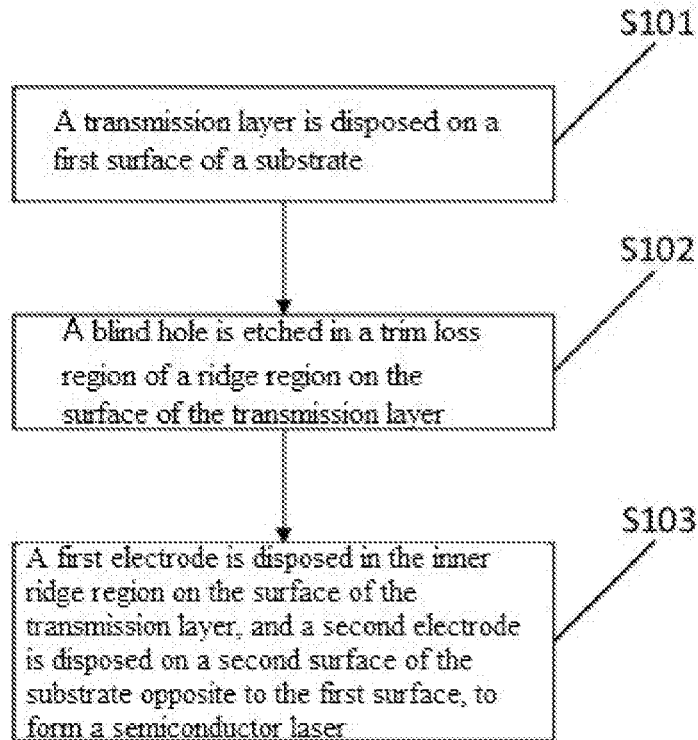 S101
A transmission layer is disposed on a
first surface of a substrate
S102
A blind hole is etched in a trim loss
region of a ridge region on the
surface of the transmission layer
S103
A first electrode is disposed in the inner
ridge region on the surface of the
transmission layer, and a second electrode
is disposed on a second surface of the
substrate opposite to the first surface, to
form a semiconductor laser